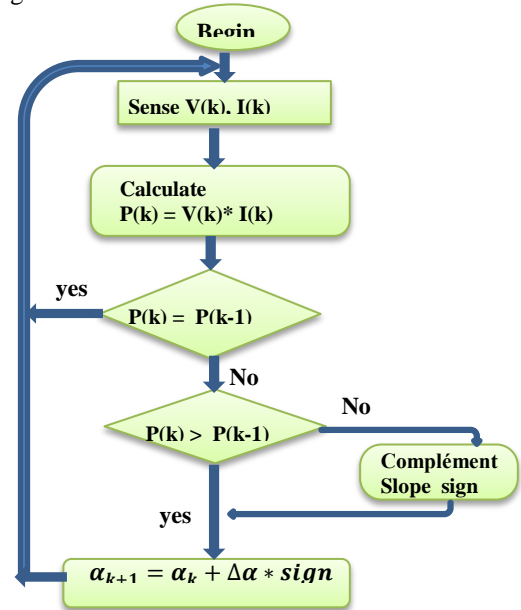 Begin
Sense V(k), I(k)
Calculate
P(k) = V(k)* I(k)
yes
P(k) = P(k-1)
No
P(k) > P(k-1)
No
Complément
Slope sign
yes
αₖ₊₁ = αₖ + Δα * sign